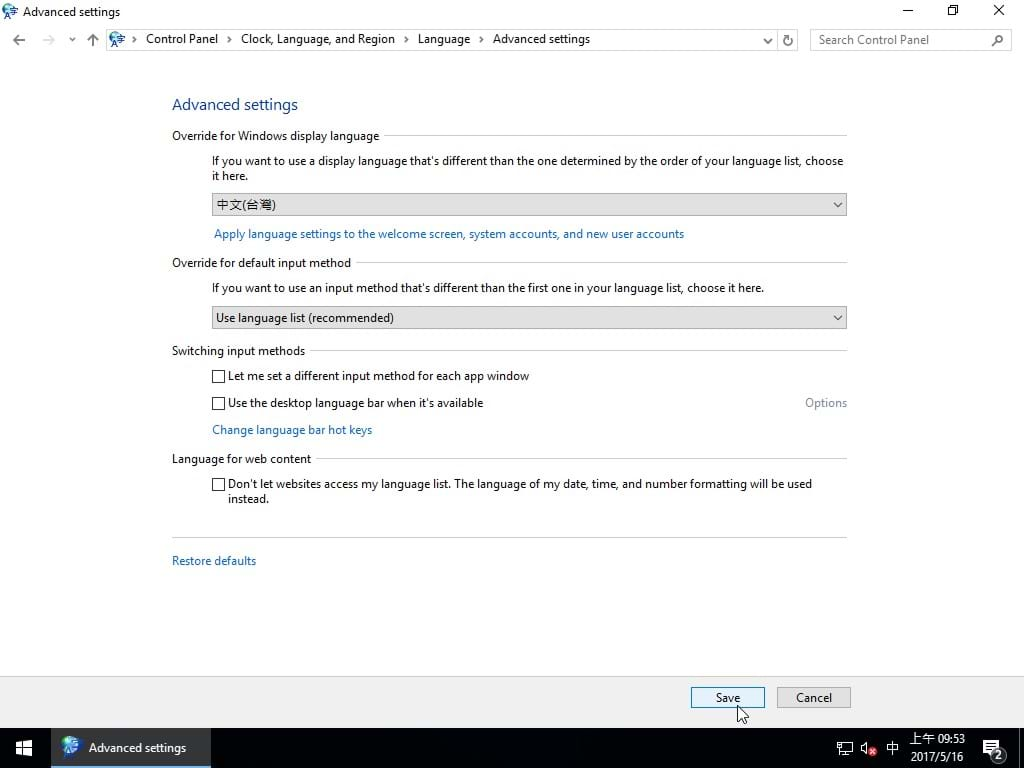 Advanced settings
Control Panel > Clock, Language, and Region > Language > Advanced settings
Search Control Panel
Advanced settings
Override for Windows display language
If you want to use a display language that's different than the one determined by the order of your language list, choose
it here.
中文(台灣)
Apply language settings to the welcome screen, system accounts, and new user accounts
Override for default input method
If you want to use an input method that's different than the first one in your language list, choose it here.
Use language list (recommended)
Switching input methods
Let me set a different input method for each app window
Use the desktop language bar when it's available
Options
Change language bar hot keys
Language for web content
Don't let websites access my language list. The language of my date, time, and number formatting will be used
instead.
Restore defaults
Save
Cancel
Advanced settings
中
上午 09:53
2017/5/16
2